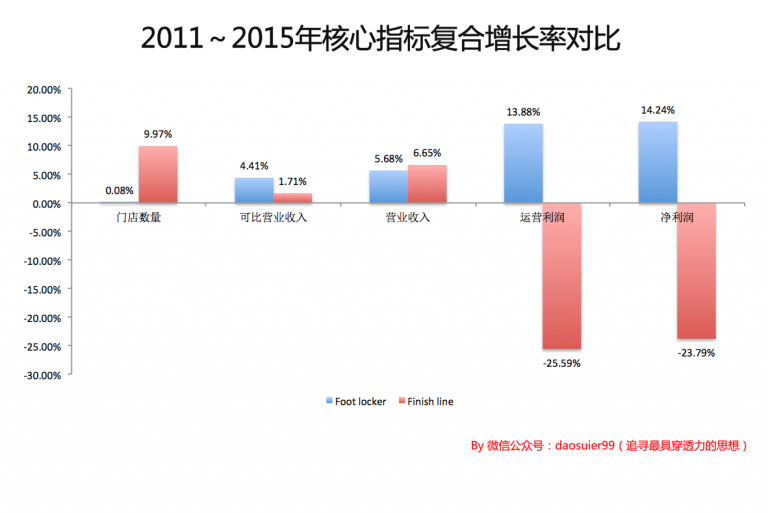 2011～2015年核心指标复合增长率对比
20.00%
15.00%
10.00%
5.00%
0.00%
-5.00%
-10.00%
-15.00%
-20.00%
-25.00%
-30.00%
0.08%
9.97%
4.41%
1.71%
5.68%
6.65%
13.88%
-25.59%
14.24%
-23.79%
门店数量
可比营业收入
营业收入
运营利润
净利润
Foot locker
Finish line
By 微信公众号：daosuier99（追寻最具穿透力的思想）